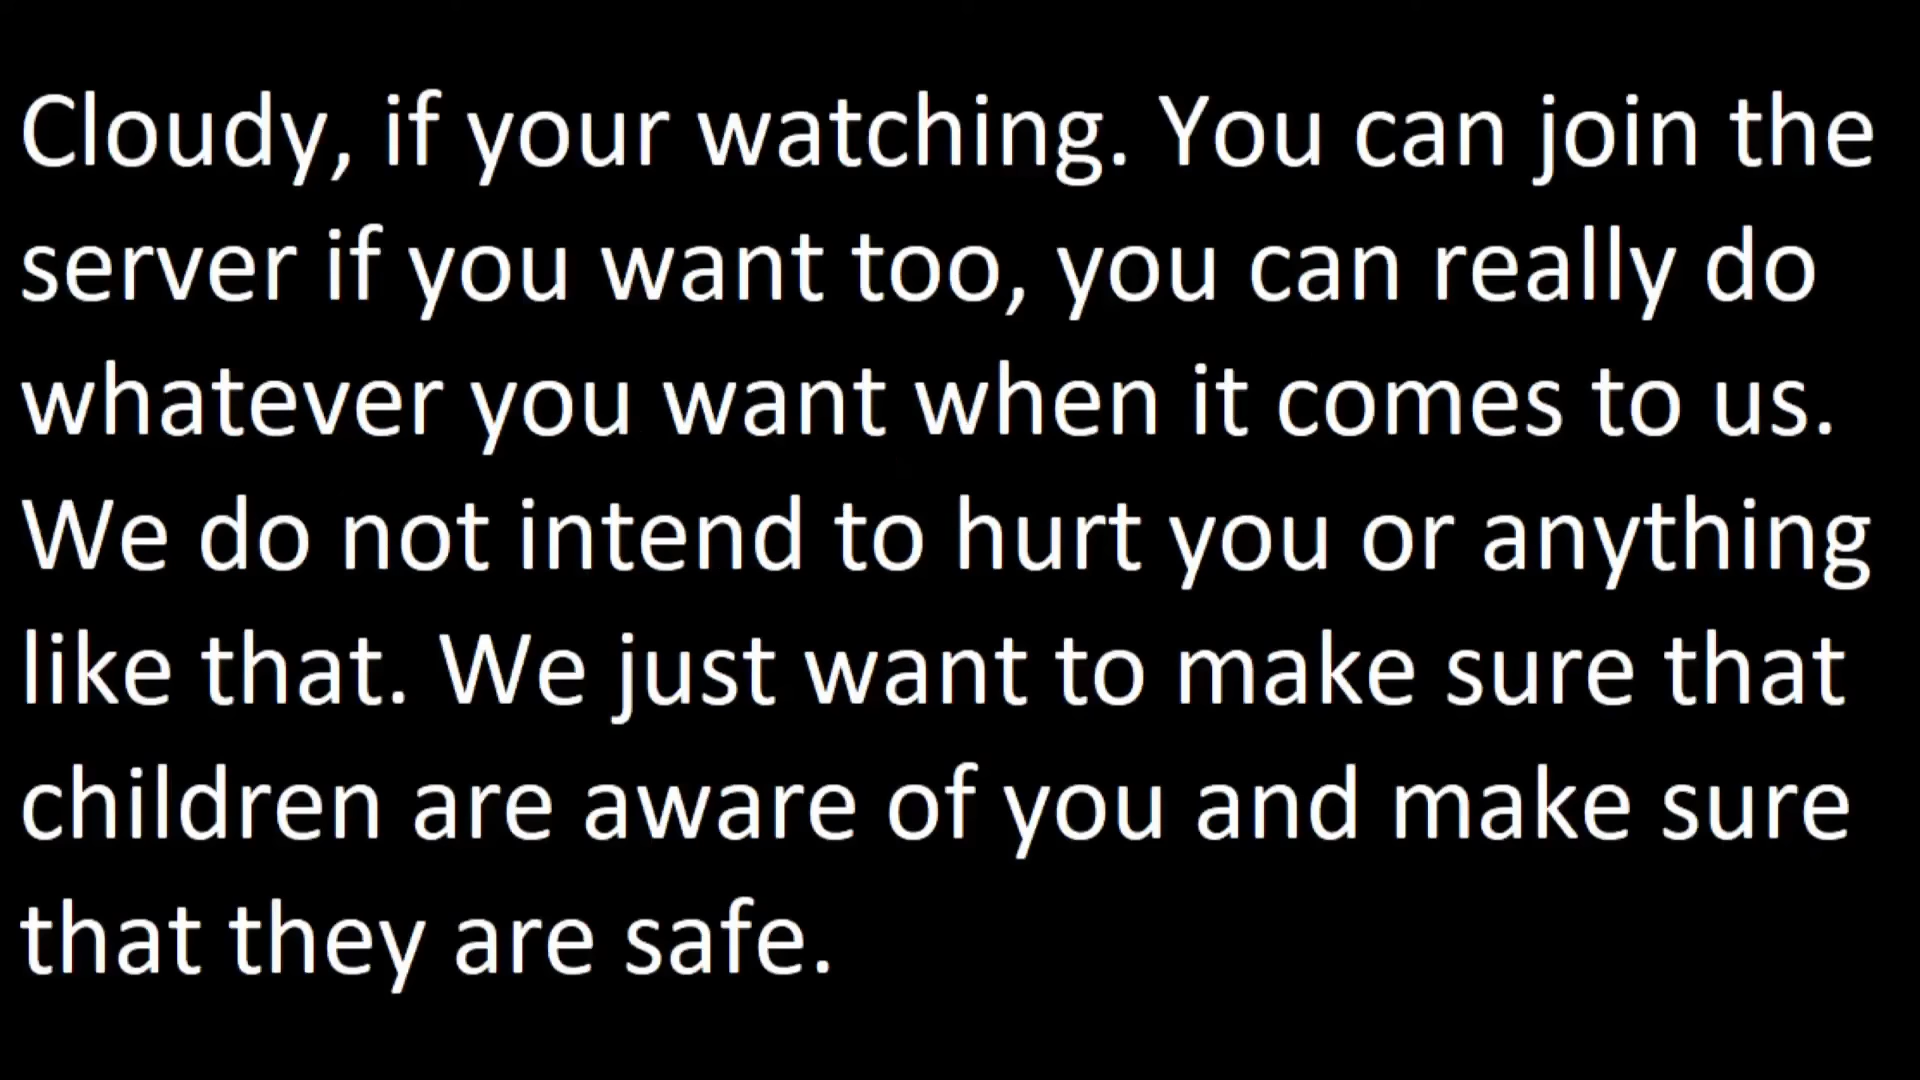 Cloudy, if your watching. You can join the
server if you want too, you can really do
whatever you want when it comes to us.
We do not intend to hurt you or anything
like that. We just want to make sure that
children are aware of you and make sure
that they are safe.